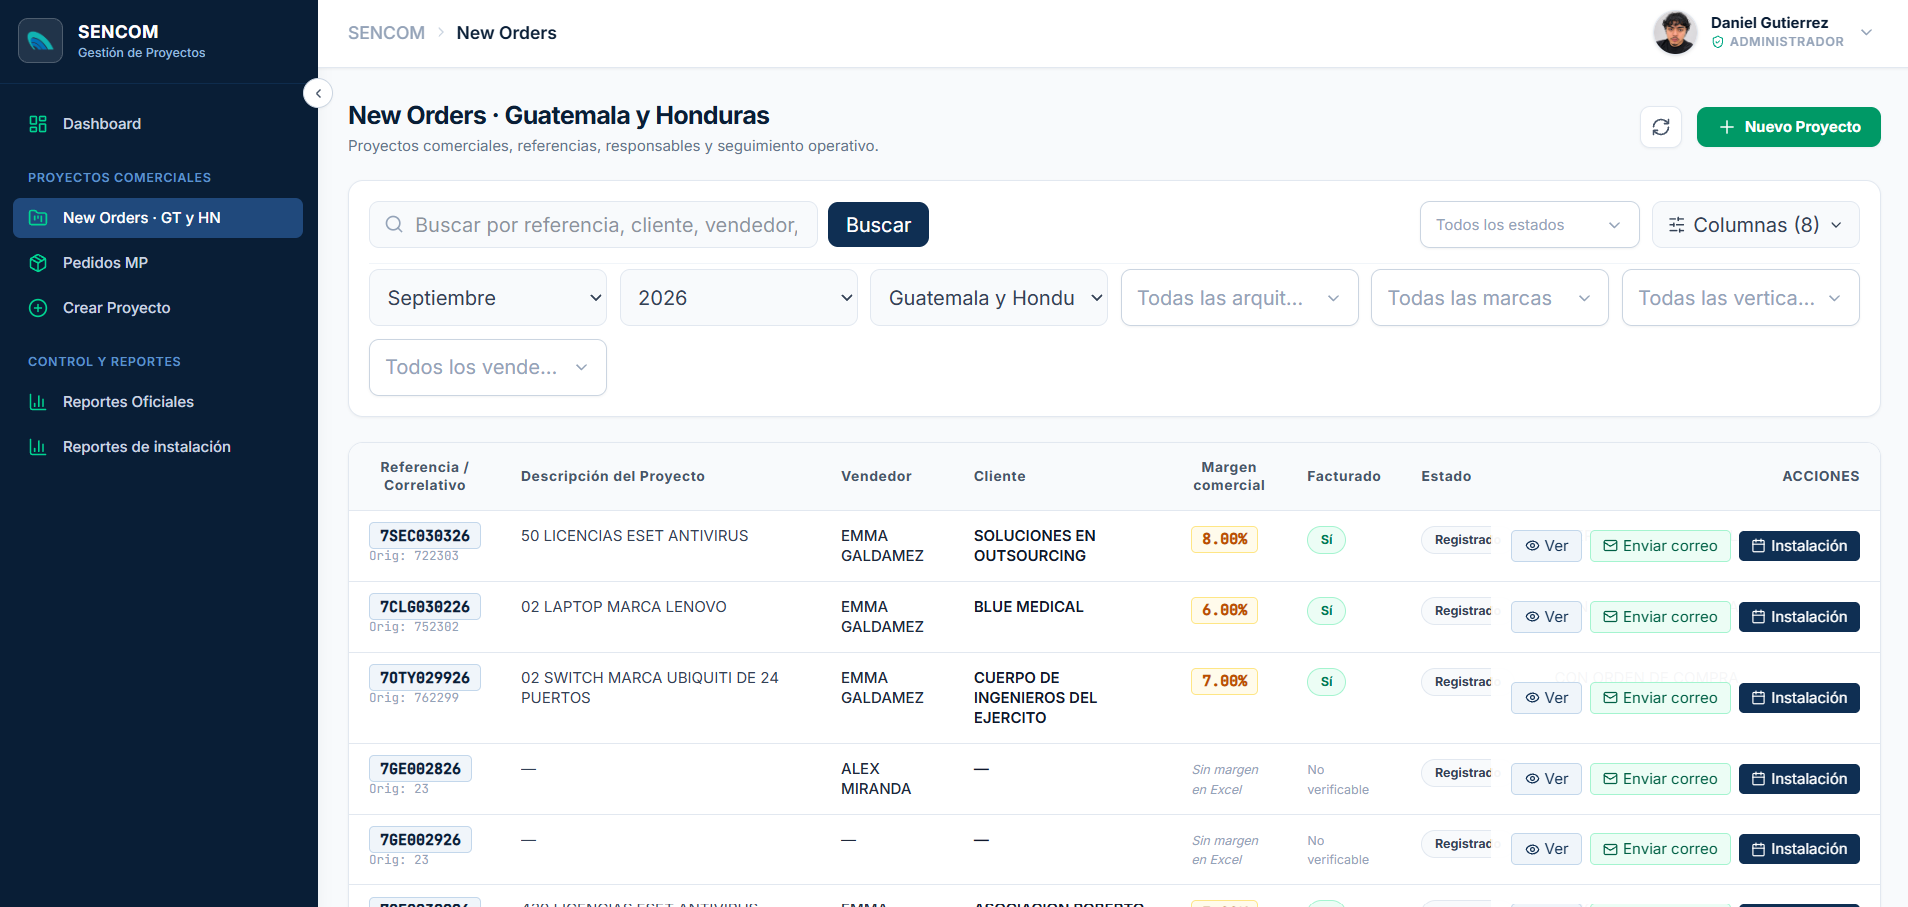 SENCOM
Gestión de Proyectos
Dashboard
PROYECTOS COMERCIALES
New Orders · GT y HN
Pedidos MP
Crear Proyecto
CONTROL Y REPORTES
Reportes Oficiales
Reportes de instalación
SENCOM > New Orders
Daniel Gutierrez
ADMINISTRADOR
New Orders · Guatemala y Honduras
Proyectos comerciales, referencias, responsables y seguimiento operativo.
Nuevo Proyecto
Buscar por referencia, cliente, vendedor,
Buscar
Todos los estados
Columnas (8)
Septiembre
2026
Guatemala y Hondu
Todas las arquit...
Todas las marcas
Todas las vertica...
Todos los vende...
Referencia / Correlativo
Descripción del Proyecto
Vendedor
Cliente
Margen comercial
Facturado
Estado
ACCIONES
7SEC030326
Orig: 722303
50 LICENCIAS ESET ANTIVIRUS
EMMA GALDAMEZ
SOLUCIONES EN OUTSOURCING
8.00%
Sí
Registrad
Ver
Enviar correo
Instalación
7CLG030226
Orig: 752302
02 LAPTOP MARCA LENOVO
EMMA GALDAMEZ
BLUE MEDICAL
6.00%
Sí
Registrad
Ver
Enviar correo
Instalación
7OTY029926
Orig: 762299
02 SWITCH MARCA UBIQUITI DE 24 PUERTOS
EMMA GALDAMEZ
CUERPO DE INGENIEROS DEL EJERCITO
7.00%
Sí
Registrad
CON ORDEN DE COMPRA
Ver
Enviar correo
Instalación
7GE002826
Orig: 23
—
ALEX MIRANDA
—
Sin margen en Excel
No verificable
Registrad
Ver
Enviar correo
Instalación
7GE002926
Orig: 23
—
—
—
Sin margen en Excel
No verificable
Registrad
Ver
Enviar correo
Instalación